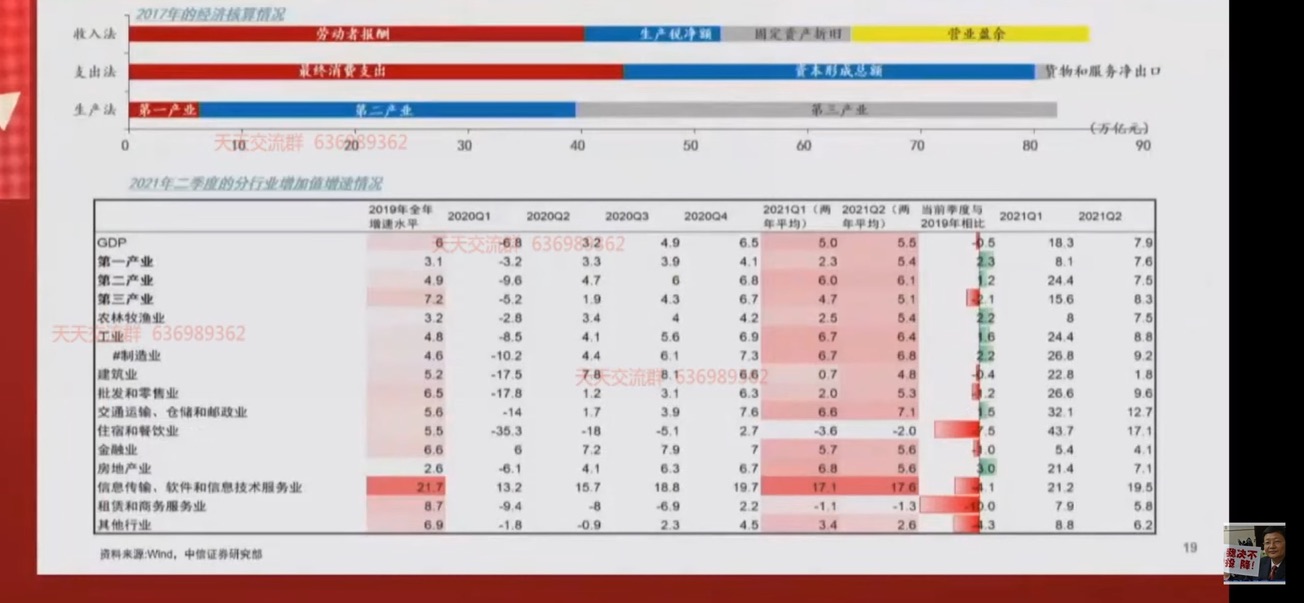 2017年的经济核算情况
收入法 劳动者报酬 生产税净额 固定资产折旧 营业盈余
支出法 最终消费支出 资本形成总额 货物和服务净出口
生产法 第一产业 第二产业 第三产业
(万亿元)
0 10 20 30 40 50 60 70 80 90
天天交流群 636989362
2021年二季度的分行业增加值增速情况
2019年全年增速水平 2020Q1 2020Q2 2020Q3 2020Q4 2021Q1（两年平均） 2021Q2（两年平均） 当前季度与2019年相比 2021Q1 2021Q2
GDP 6 -6.8 3.2 4.9 6.5 5.0 5.5 -0.5 18.3 7.9
天天交流群 636989362
第一产业 3.1 -3.2 3.3 3.9 4.1 2.3 5.4 2.3 8.1 7.6
第二产业 4.9 -9.6 4.7 6 6.8 6.0 6.1 1.2 24.4 7.5
第三产业 7.2 -5.2 1.9 4.3 6.7 4.7 5.1 -2.1 15.6 8.3
农林牧渔业 3.2 -2.8 3.4 4 4.2 2.5 5.4 2.2 8 7.5
天天交流群 636989362
工业 4.8 -8.5 4.1 5.6 6.9 6.7 6.4 1.6 24.4 8.8
#制造业 4.6 -10.2 4.4 6.1 7.3 6.7 6.8 2.2 26.8 9.2
建筑业 5.2 -17.5 7.8 8.1 6.6 0.7 4.8 -0.4 22.8 1.8
天天交流群 636989362
批发和零售业 6.5 -17.8 1.2 3.1 6.3 2.0 5.3 -1.2 26.6 9.6
交通运输、仓储和邮政业 5.6 -14 1.7 3.9 7.6 6.6 7.1 1.5 32.1 12.7
住宿和餐饮业 5.5 -35.3 -18 -5.1 2.7 -3.6 -2.0 -7.5 43.7 17.1
金融业 6.6 6 7.2 7.9 7 5.7 5.6 -1.0 5.4 4.1
房地产业 2.6 -6.1 4.1 6.3 6.7 6.8 5.6 3.0 21.4 7.1
信息传输、软件和信息技术服务业 21.7 13.2 15.7 18.8 19.7 17.1 17.6 -4.1 21.2 19.5
租赁和商务服务业 8.7 -9.4 -8 -6.9 2.2 -1.1 -1.3 -10.0 7.9 5.8
其他行业 6.9 -1.8 -0.9 2.3 4.5 3.4 2.6 -4.3 8.8 6.2
资料来源:Wind，中信证券研究部
19
我决不
投降！